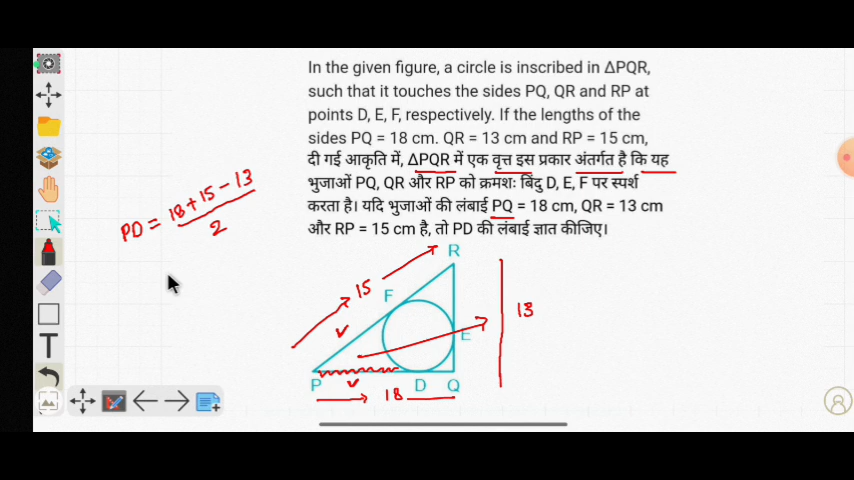 In the given figure, a circle is inscribed in ΔPQR,
such that it touches the sides PQ, QR and RP at
points D, E, F, respectively. If the lengths of the
sides PQ = 18 cm. QR = 13 cm and RP = 15 cm,
दी गई आकृति में, ΔPQR में एक वृत्त इस प्रकार अंतर्गत है कि यह
भुजाओं PQ, QR और RP को क्रमशः बिंदु D, E, F पर स्पर्श
करता है। यदि भुजाओं की लंबाई PQ = 18 cm, QR = 13 cm
और RP = 15 cm है, तो PD की लंबाई ज्ञात कीजिए।
PD = 18 + 15 - 13
2
R
15
F
13
E
P
D
Q
18
T